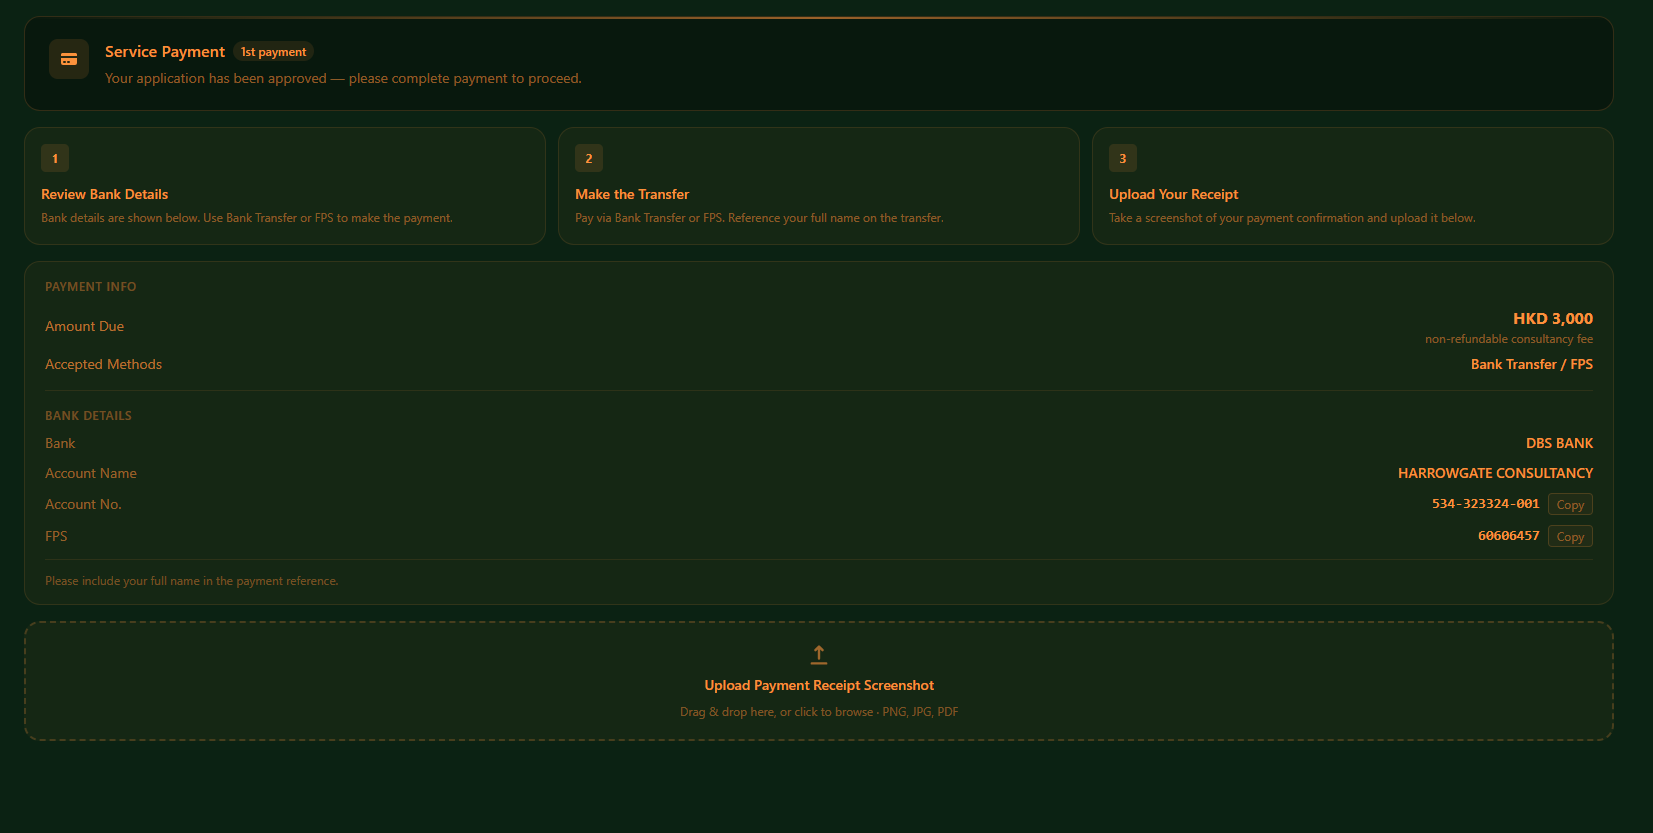 Service Payment 1st payment
Your application has been approved — please complete payment to proceed.
1
Review Bank Details
Bank details are shown below. Use Bank Transfer or FPS to make the payment.
2
Make the Transfer
Pay via Bank Transfer or FPS. Reference your full name on the transfer.
3
Upload Your Receipt
Take a screenshot of your payment confirmation and upload it below.
PAYMENT INFO
Amount Due HKD 3,000
non-refundable consultancy fee
Accepted Methods Bank Transfer / FPS
BANK DETAILS
Bank DBS BANK
Account Name HARROWGATE CONSULTANCY
Account No. 534-323324-001 Copy
FPS 60606457 Copy
Please include your full name in the payment reference.
Upload Payment Receipt Screenshot
Drag & drop here, or click to browse · PNG, JPG, PDF